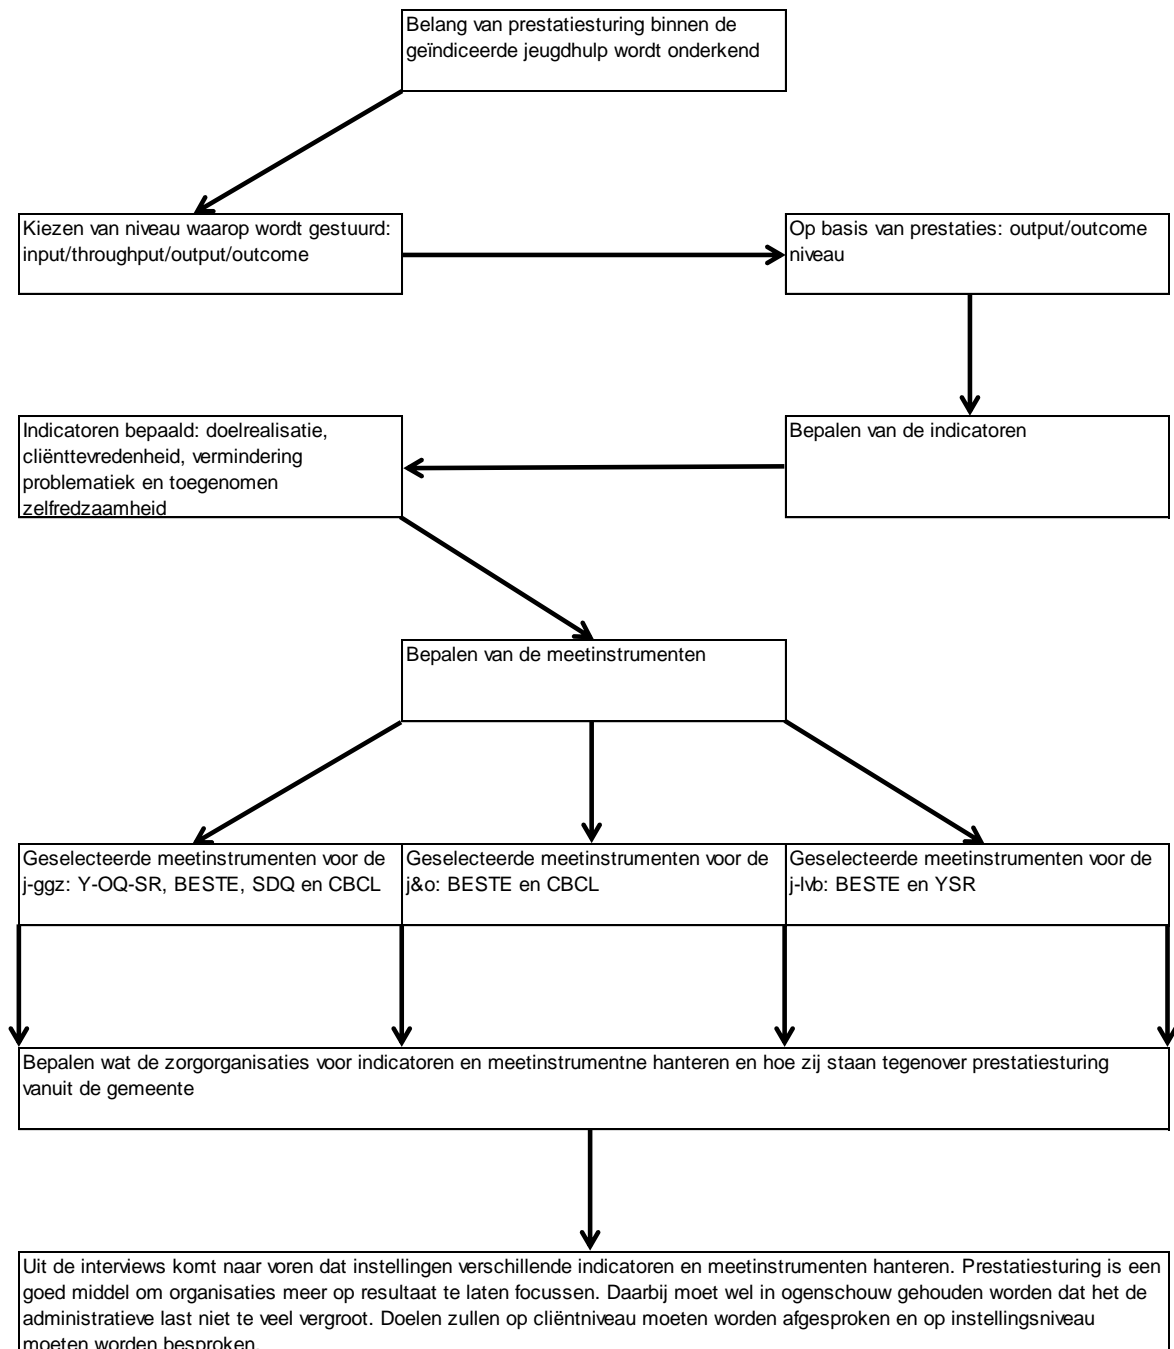 Belang van prestatiesturing binnen de
geïndiceerde jeugdhulp wordt onderkend
Kiezen van niveau waarop wordt gestuurd:
input/throughput/output/outcome
Op basis van prestaties: output/outcome
niveau
Indicatoren bepaald: doelrealisatie,
cliënttevredenheid, vermindering
problematiek en toegenomen
zelfredzaamheid
Bepalen van de indicatoren
Bepalen van de meetinstrumenten
Geselecteerde meetinstrumenten voor de
j-ggz: Y-OQ-SR, BESTE, SDQ en CBCL
Geselecteerde meetinstrumenten voor de
j&o: BESTE en CBCL
Geselecteerde meetinstrumenten voor de
j-lvb: BESTE en YSR
Bepalen wat de zorgorganisaties voor indicatoren en meetinstrumentne hanteren en hoe zij staan tegenover prestatiesturing
vanuit de gemeente
Uit de interviews komt naar voren dat instellingen verschillende indicatoren en meetinstrumenten hanteren. Prestatiesturing is een
goed middel om organisaties meer op resultaat te laten focussen. Daarbij moet wel in ogenschouw gehouden worden dat het de
administratieve last niet te veel vergroot. Doelen zullen op cliëntniveau moeten worden afgesproken en op instellingsniveau
moeten worden besproken.